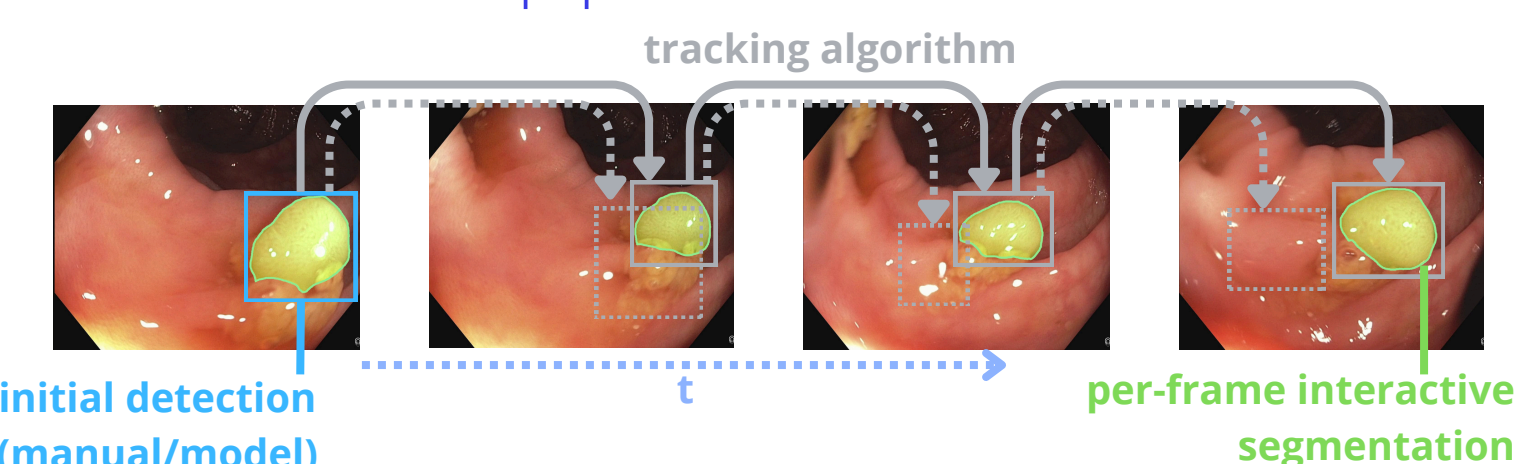 tracking algorithm
t
initial detection
(manual/model)
per-frame interactive
segmentation